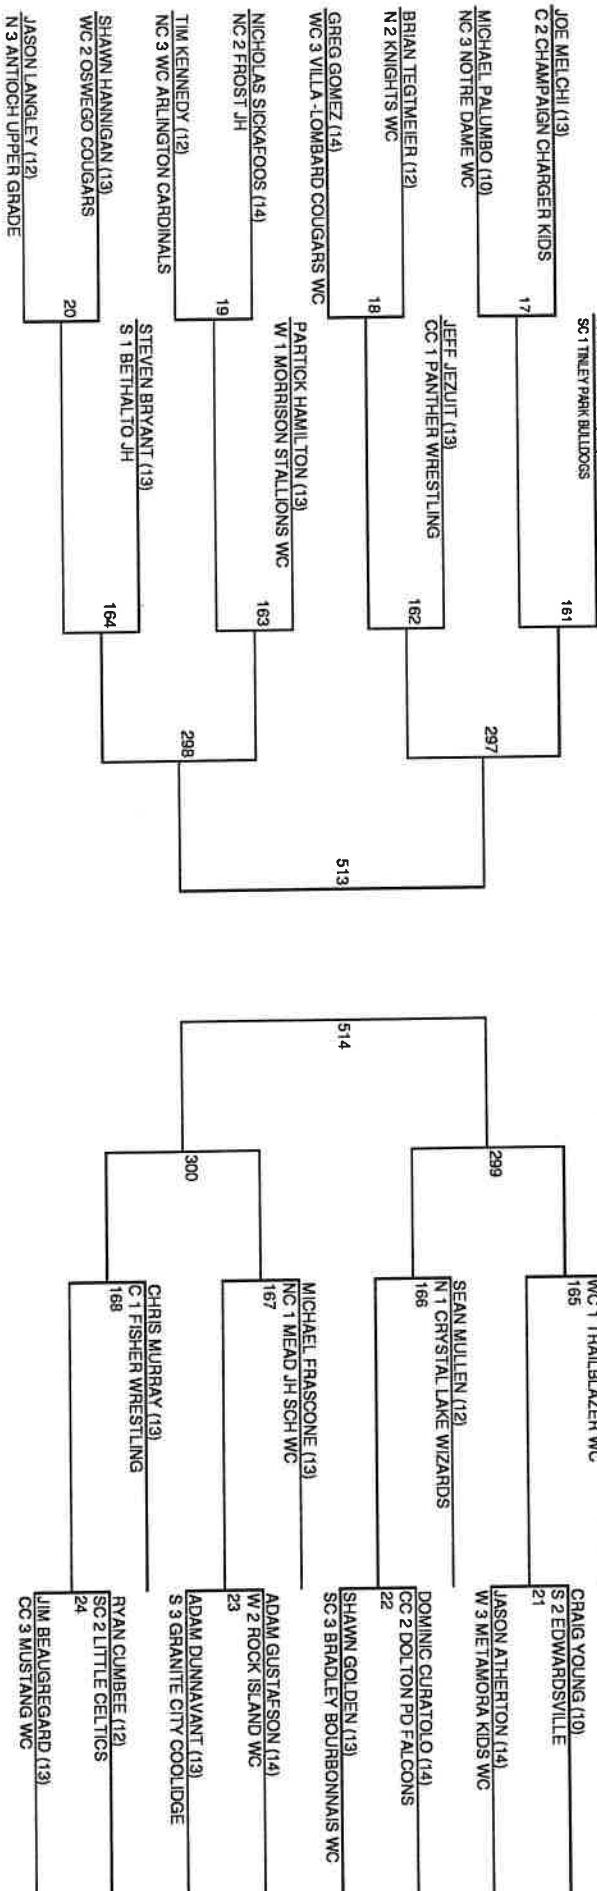 SC 1 TINLEY PARK BULLDOGS
JOE MELCHI (13)
C 2 CHAMPAIGN CHARGER KIDS
161
17
MICHAEL PALUMBO (10)
NC 3 NOTRE DAME WC
297
JEFF JEZUIT (13)
CC 1 PANTHER WRESTLING
BRIAN TEGTMEIER (12)
N 2 KNIGHTS WC
162
18
GREG GOMEZ (14)
WC 3 VILLA -LOMBARD COUGARS WC
513
PARTICK HAMILTON (13)
W 1 MORRISON STALLIONS WC
NICHOLAS SICKAFOOS (14)
NC 2 FROST JH
163
19
TIM KENNEDY (12)
NC 3 WC ARLINGTON CARDINALS
298
STEVEN BRYANT (13)
S 1 BETHALTO JH
SHAWN HANNIGAN (13)
WC 2 OSWEGO COUGARS
164
20
JASON LANGLEY (12)
N 3 ANTIOCH UPPER GRADE
WC 1 TRAILBLAZER WC
165
CRAIG YOUNG (10)
S 2 EDWARDSVILLE
21
JASON ATHERTON (14)
W 3 METAMORA KIDS WC
299
SEAN MULLEN (12)
N 1 CRYSTAL LAKE WIZARDS
166
DOMINIC CURATOLO (14)
CC 2 DOLTON PD FALCONS
22
SHAWN GOLDEN (13)
SC 3 BRADLEY BOURBONNAIS WC
514
MICHAEL FRASCONE (13)
NC 1 MEAD JH SCH WC
167
ADAM GUSTAFSON (14)
W 2 ROCK ISLAND WC
23
ADAM DUNNAVANT (13)
S 3 GRANITE CITY COOLIDGE
300
CHRIS MURRAY (13)
C 1 FISHER WRESTLING
168
RYAN CUMBEE (12)
SC 2 LITTLE CELTICS
24
JIM BEAUGREGARD (13)
CC 3 MUSTANG WC